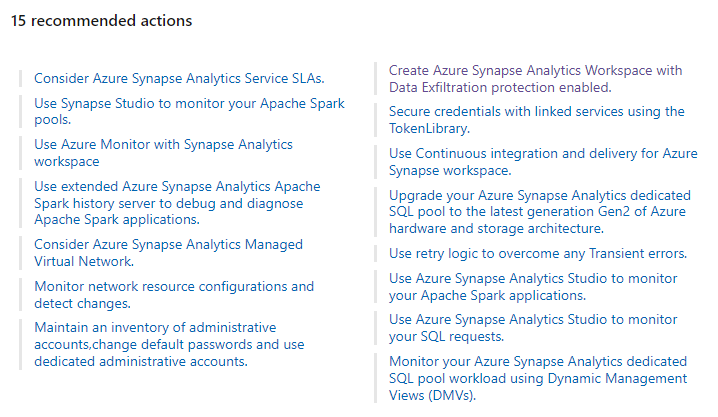 15 recommended actions
Consider Azure Synapse Analytics Service SLAs.
Use Synapse Studio to monitor your Apache Spark
pools.
Use Azure Monitor with Synapse Analytics
workspace
Use extended Azure Synapse Analytics Apache
Spark history server to debug and diagnose
Apache Spark applications.
Consider Azure Synapse Analytics Managed
Virtual Network.
Monitor network resource configurations and
detect changes.
Maintain an inventory of administrative
accounts,change default passwords and use
dedicated administrative accounts.
Create Azure Synapse Analytics Workspace with
Data Exfiltration protection enabled.
Secure credentials with linked services using the
TokenLibrary.
Use Continuous integration and delivery for Azure
Synapse workspace.
Upgrade your Azure Synapse Analytics dedicated
SQL pool to the latest generation Gen2 of Azure
hardware and storage architecture.
Use retry logic to overcome any Transient errors.
Use Azure Synapse Analytics Studio to monitor
your Apache Spark applications.
Use Azure Synapse Analytics Studio to monitor
your SQL requests.
Monitor your Azure Synapse Analytics dedicated
SQL pool workload using Dynamic Management
Views (DMVs).